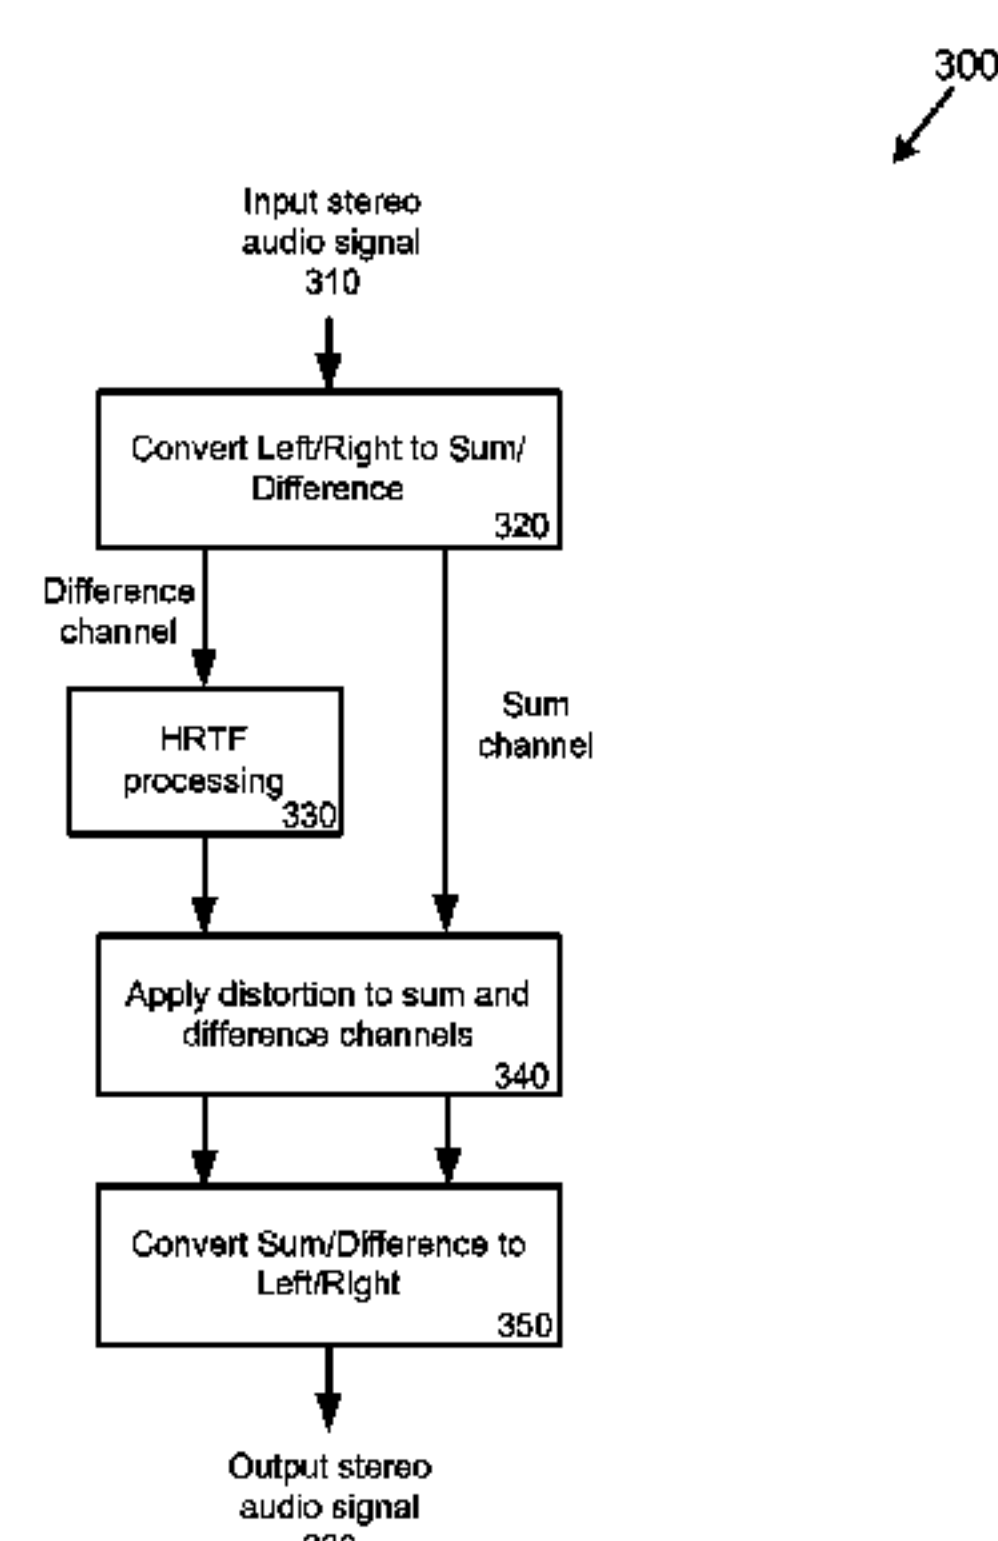 300
Input stereo
audio signal
310
Convert Left/Right to Sum/
Difference
320
Difference
channel
HRTF
processing
330
Sum
channel
Apply distortion to sum and
difference channels
340
Convert Sum/Difference to
Left/Right
350
Output stereo
audio signal